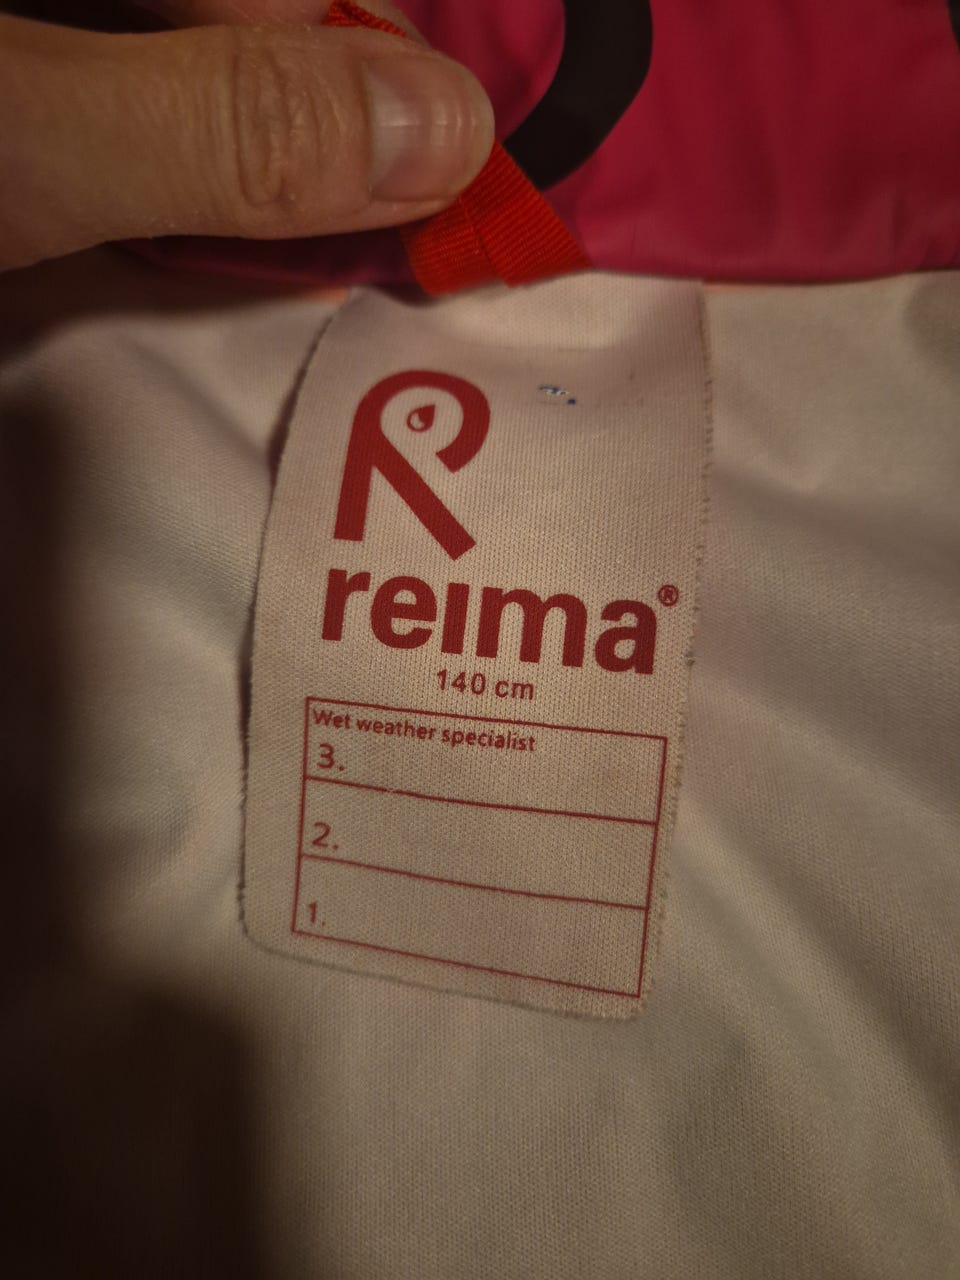 reima®
140 cm
Wet weather specialist
3.
2.
1.